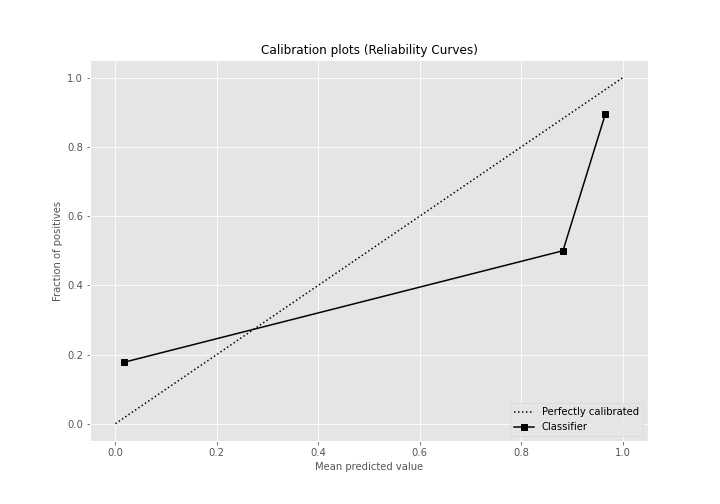 Calibration plots (Reliability Curves)
1.0
0.8
0.6
0.4
0.2
0.0
Fraction of positives
0.0 0.2 0.4 0.6 0.8 1.0
Mean predicted value
Perfectly calibrated
Classifier